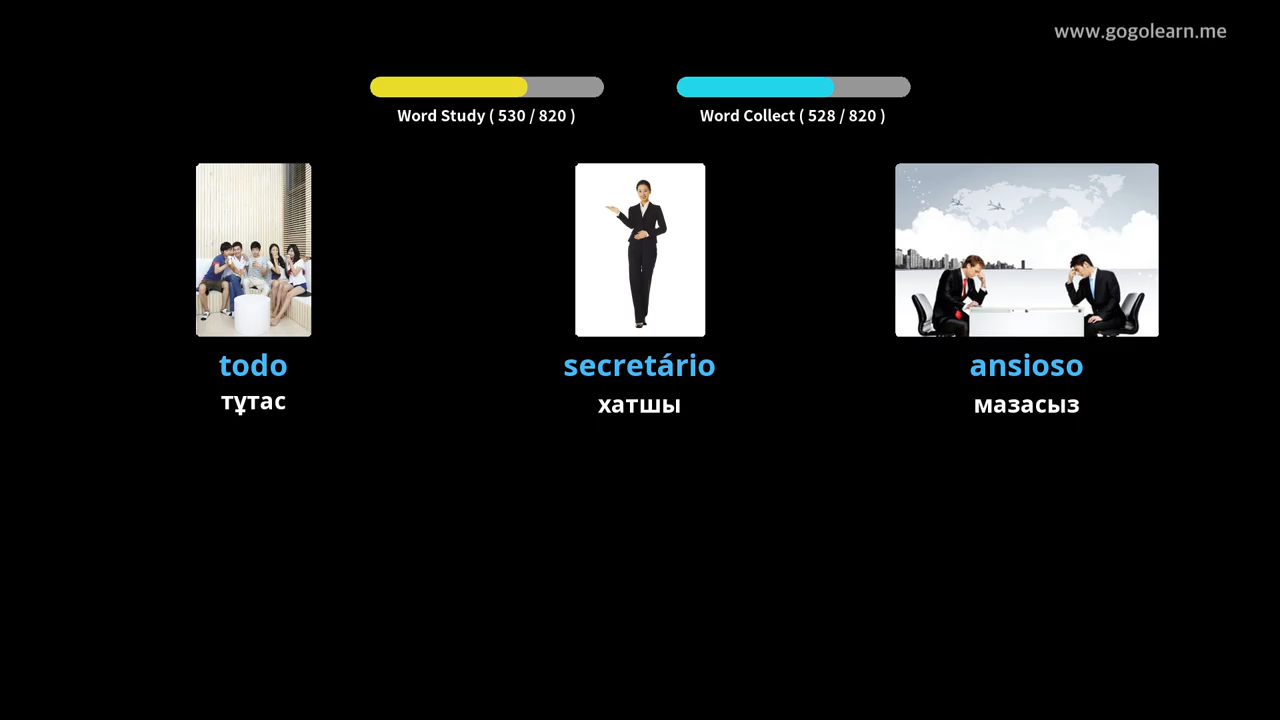 www.gogolearn.me
Word Study ( 530 / 820 )
Word Collect ( 528 / 820 )
todo
тұтас
secretário
хатшы
ansioso
мазасыз